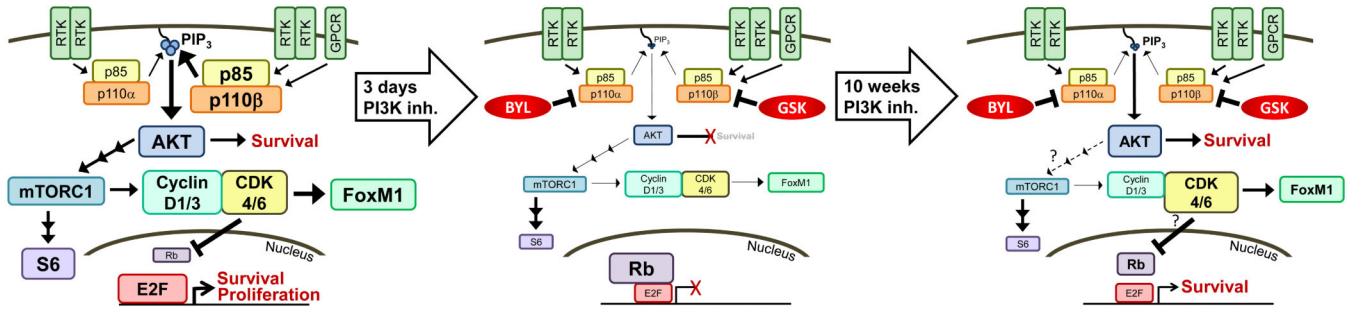 RTK
RTK
PIP3
RTK
RTK
GPCR
p85
p110α
p85
p110β
AKT
Survival
mTORC1
Cyclin
D1/3
CDK
4/6
FoxM1
S6
Rb
Nucleus
E2F
Survival
Proliferation
3 days
PI3K inh.
RTK
RTK
PIP3
RTK
RTK
GPCR
p85
p110α
p85
p110β
BYL
GSK
AKT
Survival
mTORC1
Cyclin
D1/3
CDK
4/6
FoxM1
S6
Nucleus
Rb
E2F
10 weeks
PI3K inh.
RTK
RTK
PIP3
RTK
RTK
GPCR
p85
p110α
p85
p110β
BYL
GSK
AKT
Survival
?
mTORC1
Cyclin
D1/3
CDK
4/6
FoxM1
?
S6
Nucleus
Rb
E2F
Survival